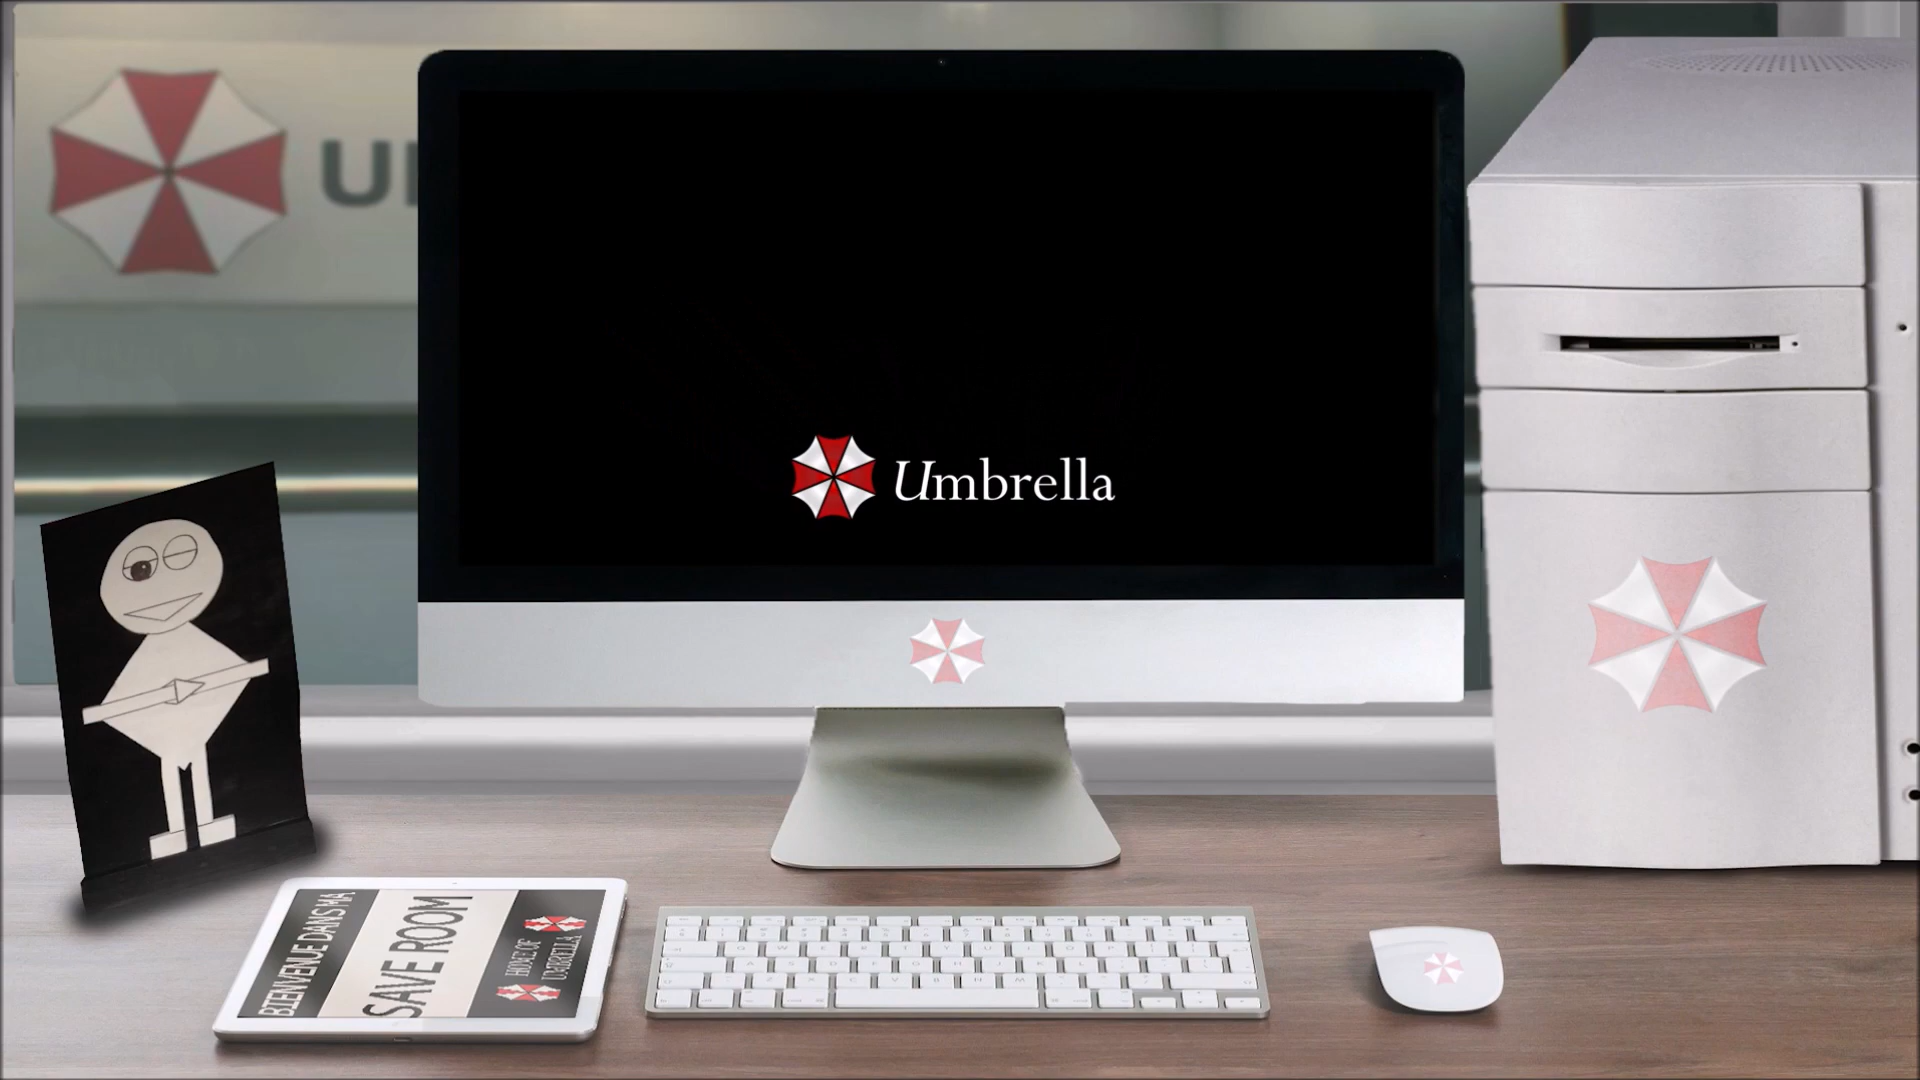 U
Umbrella
BIENVENUE DANS MA
SAVE ROOM
HOME OF
UMBRELLA